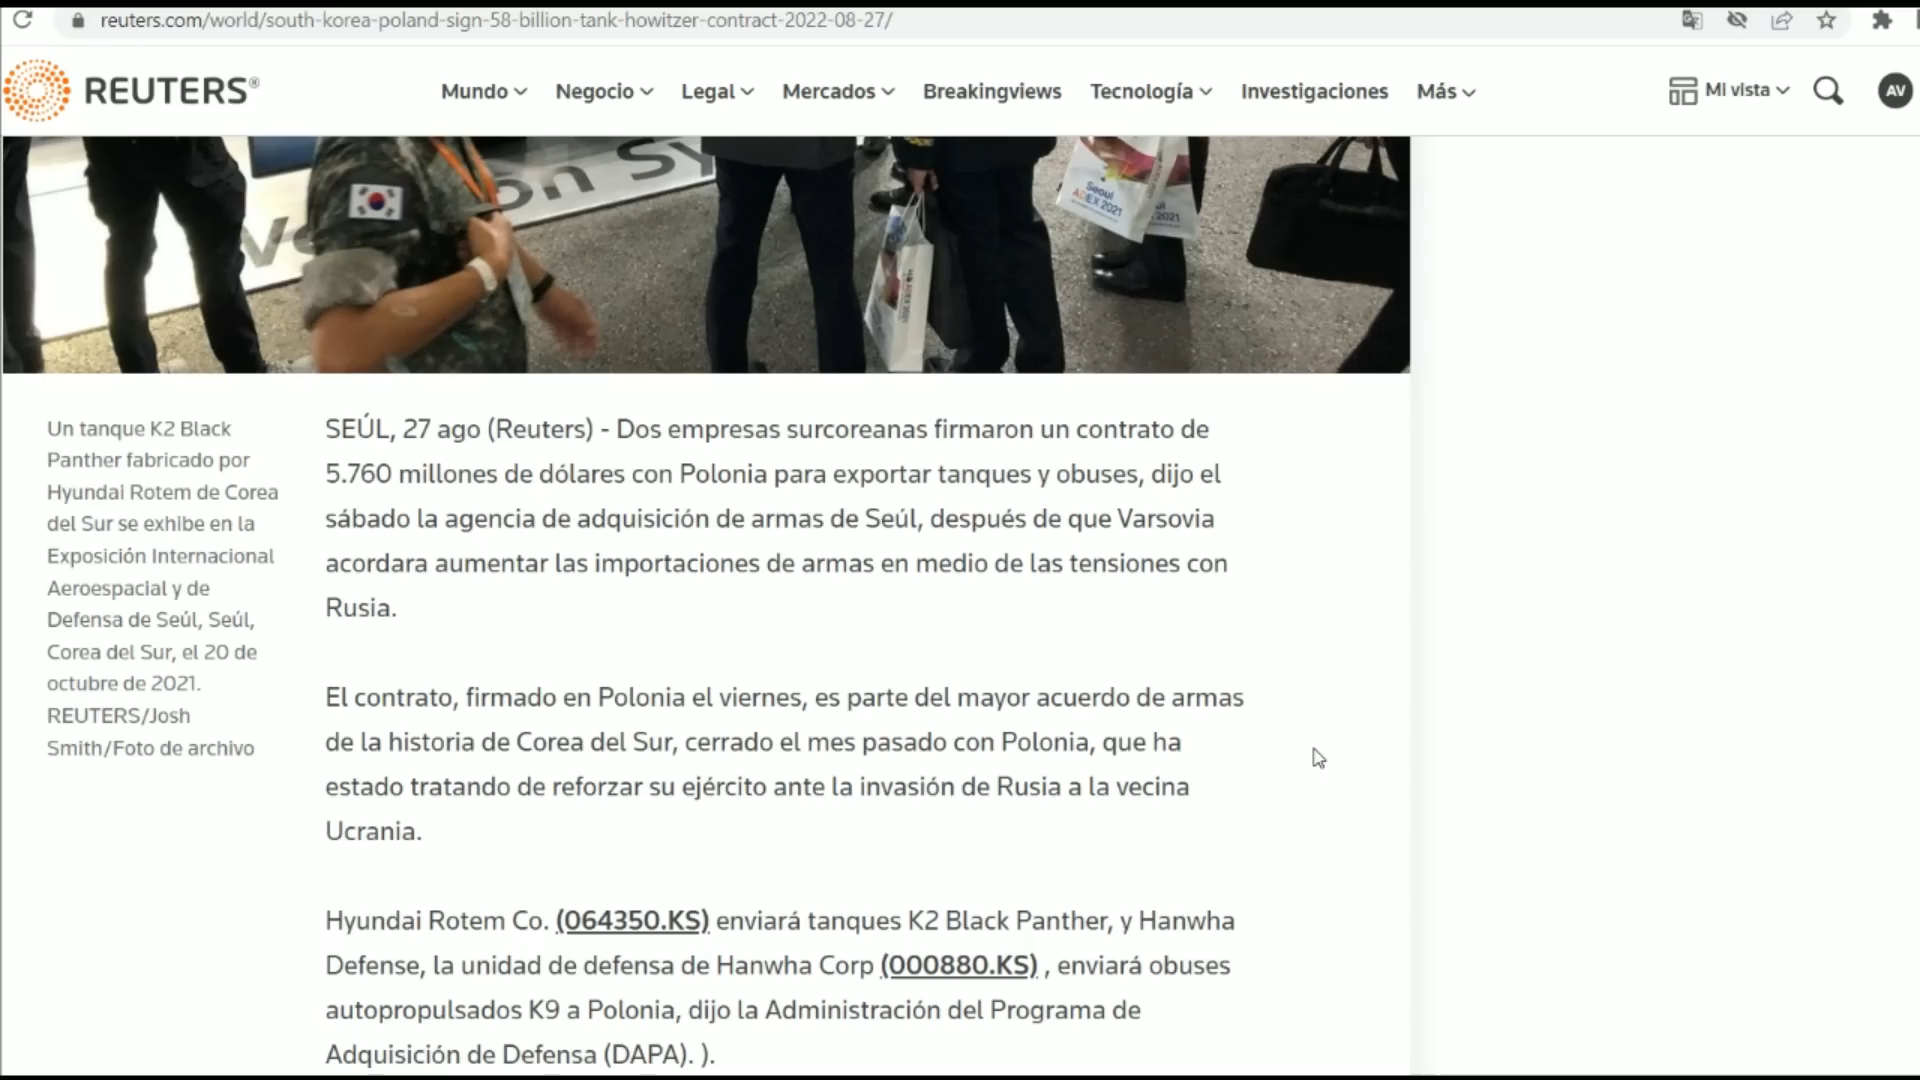 reuters.com/world/south-korea-poland-sign-58-billion-tank-howitzer-contract-2022-08-27/
REUTERS®
Mundo
Negocio
Legal
Mercados
Breakingviews
Tecnología
Investigaciones
Más
Mi vista
AV
on Sy
Seoul
ADEX 2021
2021
Un tanque K2 Black
Panther fabricado por
Hyundai Rotem de Corea
del Sur se exhibe en la
Exposición Internacional
Aeroespacial y de
Defensa de Seúl, Seúl,
Corea del Sur, el 20 de
octubre de 2021.
REUTERS/Josh
Smith/Foto de archivo
SEÚL, 27 ago (Reuters) - Dos empresas surcoreanas firmaron un contrato de
5.760 millones de dólares con Polonia para exportar tanques y obuses, dijo el
sábado la agencia de adquisición de armas de Seúl, después de que Varsovia
acordara aumentar las importaciones de armas en medio de las tensiones con
Rusia.
El contrato, firmado en Polonia el viernes, es parte del mayor acuerdo de armas
de la historia de Corea del Sur, cerrado el mes pasado con Polonia, que ha
estado tratando de reforzar su ejército ante la invasión de Rusia a la vecina
Ucrania.
Hyundai Rotem Co. (064350.KS) enviará tanques K2 Black Panther, y Hanwha
Defense, la unidad de defensa de Hanwha Corp (000880.KS) , enviará obuses
autopropulsados K9 a Polonia, dijo la Administración del Programa de
Adquisición de Defensa (DAPA). ).